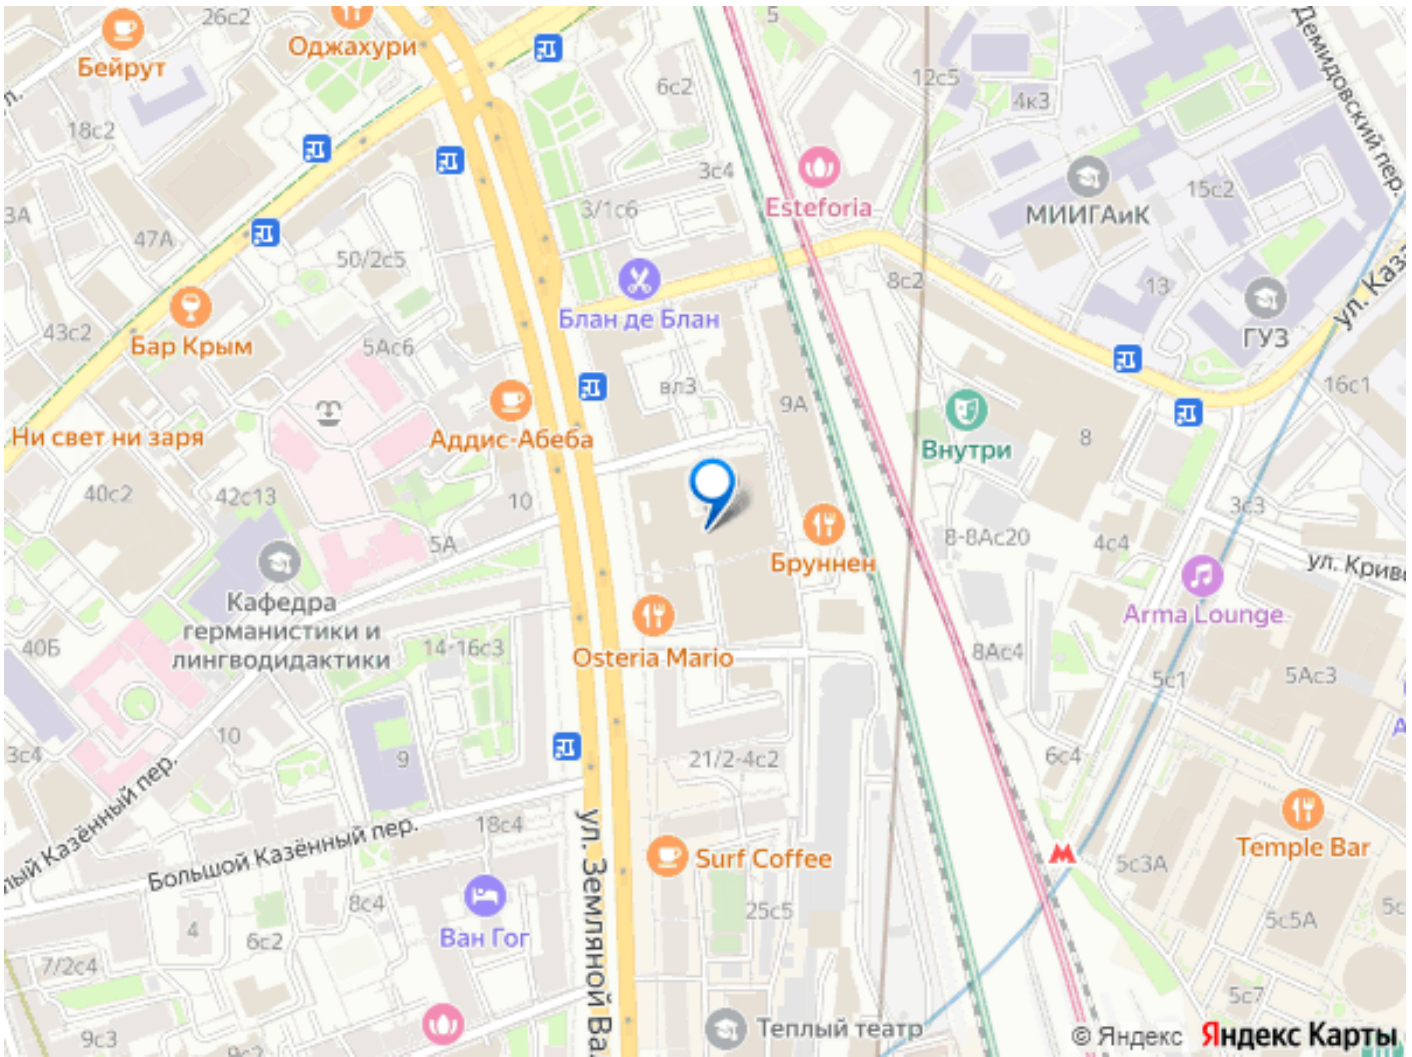 26с2
Оджахури
5
Демидовский пер.
Бейрут
6с2
12с5
4к3
л.
18с2
3с4
15с2
3А
3/1с6
Esteforia
МИИГАиК
47А
50/2с5
8с2
13
ул. Каза
43с2
Бар Крым
5Ас6
Блан де Блан
ГУЗ
вл3
9А
16с1
Ни свет ни заря
Аддис-Абеба
Внутри
8
40с2
42с13
10
3с3
5А
8-8Ас20
4с4
Бруннен
ул. Криво
Кафедра
германистики и
лингводидактики
Arma Lounge
40Б
14-16с3
Osteria Mario
8Ас4
5с1
5Ас3
3с4
10
9
21/2-4с2
6с4
А
лый Казённый пер.
Большой Казённый пер.
18с4
ул. Земляной Вал
Surf Coffee
Temple Bar
5с3А
8с4
4
6с2
Ван Гог
25с5
5с5А
5с
7/2с4
5с7
9с3
9с2
Теплый театр
© Яндекс Яндекс Карты